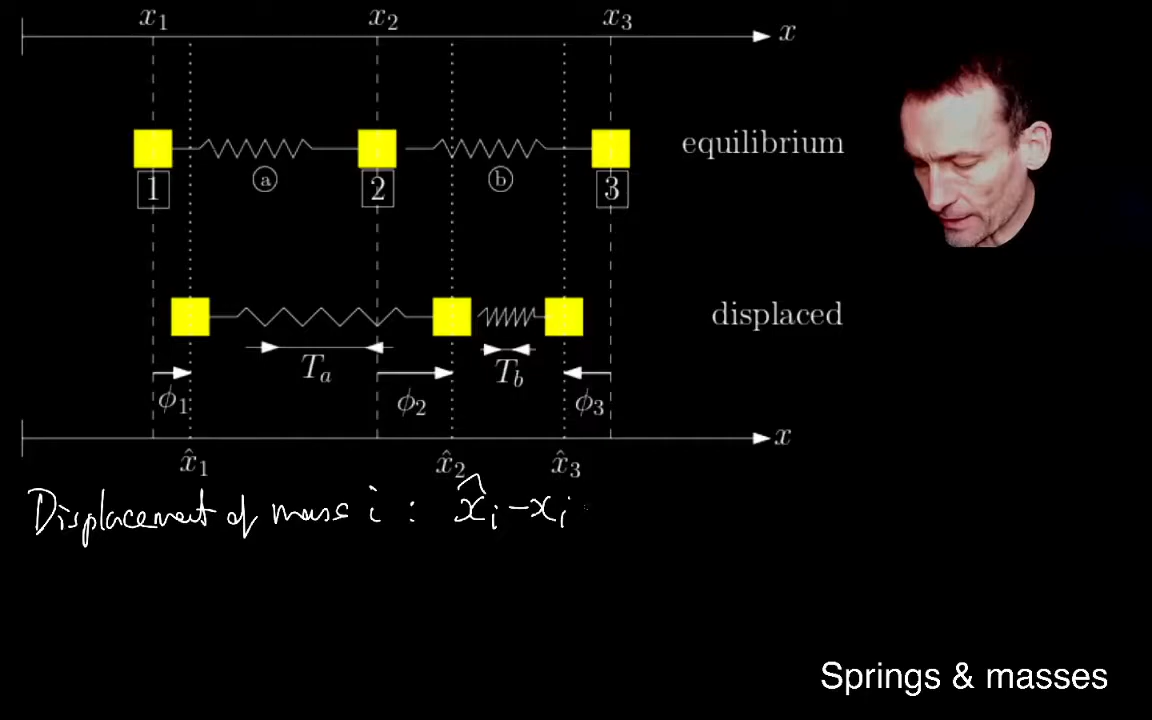 x₁ x₂ x₃
x
equilibrium
ⓐ ⓑ
1 2 3
displaced
Tₐ T_b
ϕ₁ ϕ₂ ϕ₃
x
x̂₁ x̂₂ x̂₃
Displacement of mass i : x̂ᵢ − xᵢ
Springs & masses